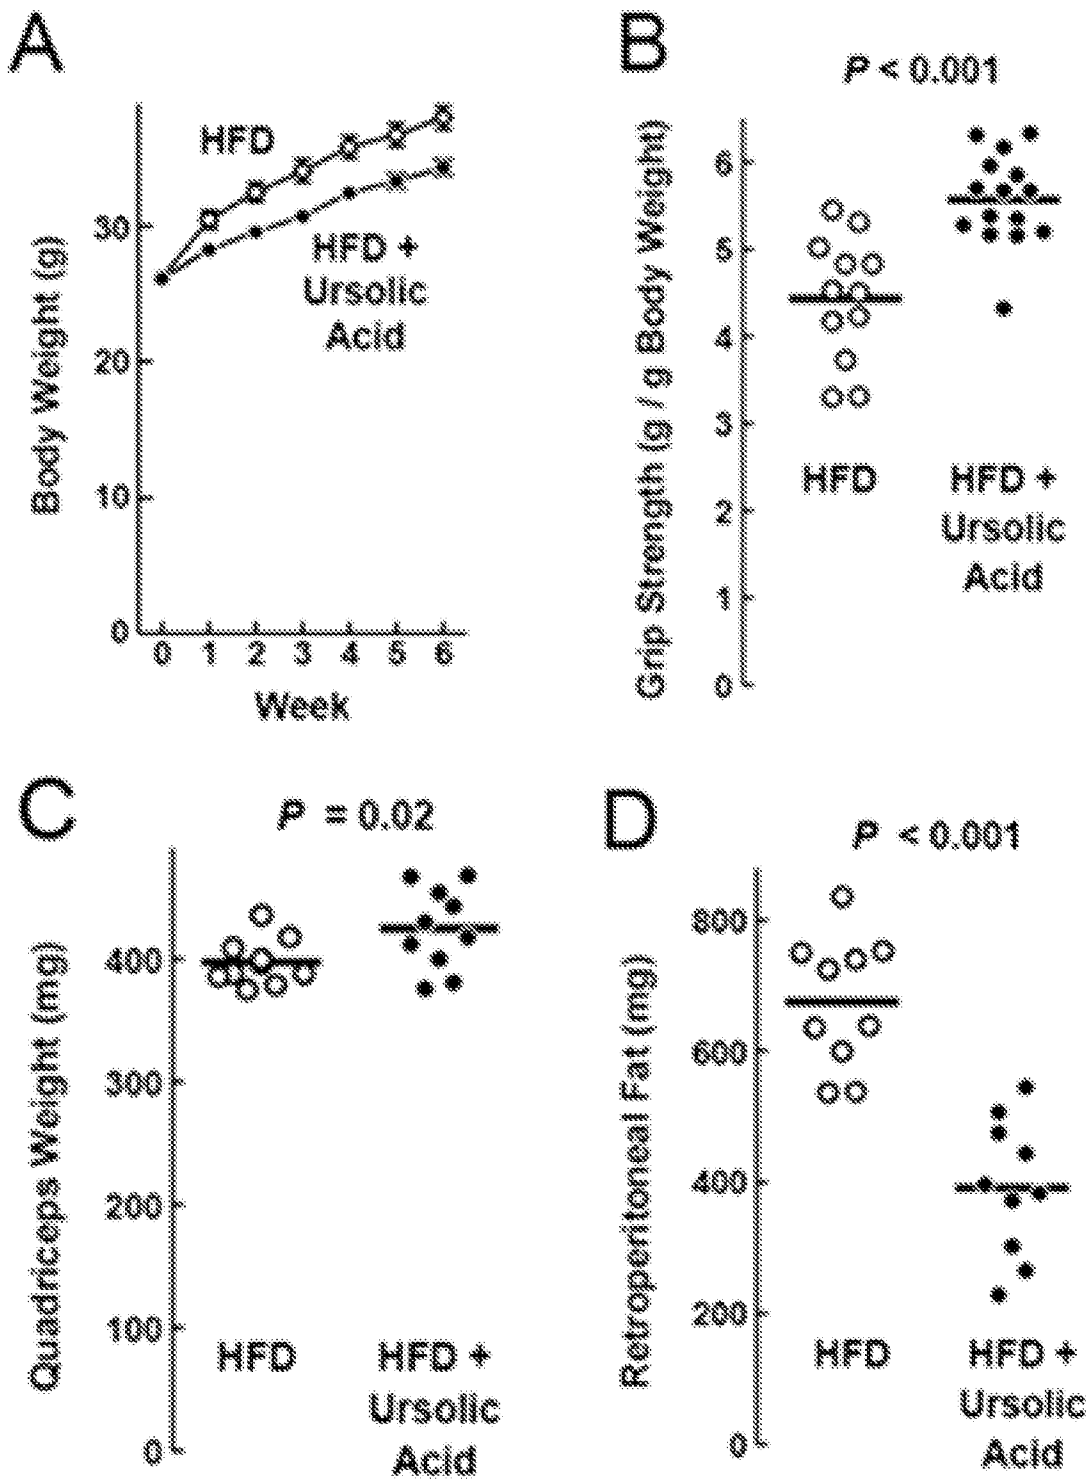 A
HFD
HFD +
Ursolic
Acid
Body Weight (g)
30
20
10
0
0 1 2 3 4 5 6
Week
B
P < 0.001
Grip Strength (g / g Body Weight)
6
5
4
3
2
1
0
HFD
HFD +
Ursolic
Acid
C
P = 0.02
Quadriceps Weight (mg)
400
300
200
100
0
HFD
HFD +
Ursolic
Acid
D
P < 0.001
Retroperitoneal Fat (mg)
800
600
400
200
0
HFD
HFD +
Ursolic
Acid